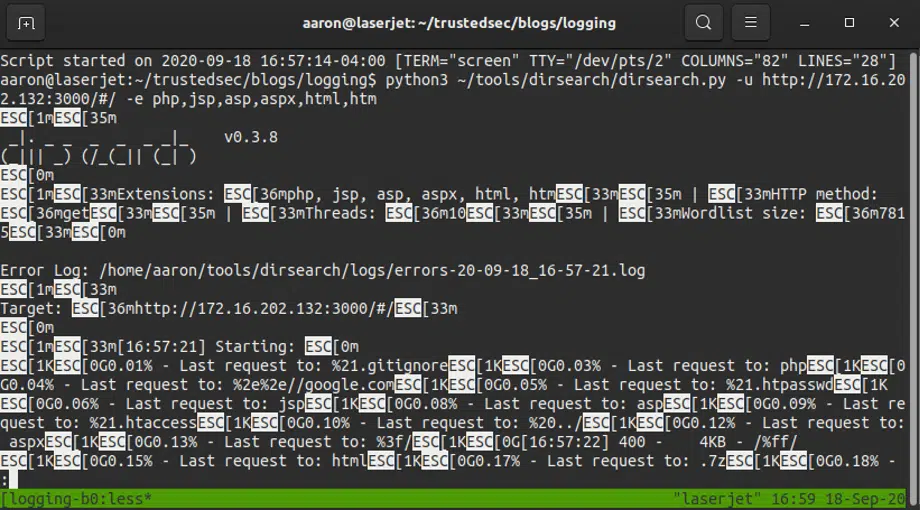 aaron@laserjet: ~/trustedsec/blogs/logging
Script started on 2020-09-18 16:57:14-04:00 [TERM="screen" TTY="/dev/pts/2" COLUMNS="82" LINES="28"]
aaron@laserjet:~/trustedsec/blogs/logging$ python3 ~/tools/dirsearch/dirsearch.py -u http://172.16.20
2.132:3000/#/ -e php,jsp,asp,aspx,html,htm
ESC[1mESC[35m
 _|. _ _  _  _  _ _|_    v0.3.8
(_||| _) (/_(_|| (_| )
ESC[0m
ESC[1mESC[33mExtensions: ESC[36mphp, jsp, asp, aspx, html, htmESC[33mESC[35m | ESC[33mHTTP method:
ESC[36mgetESC[33mESC[35m | ESC[33mThreads: ESC[36m10ESC[33mESC[35m | ESC[33mWordlist size: ESC[36m781
5ESC[33mESC[0m
Error Log: /home/aaron/tools/dirsearch/logs/errors-20-09-18_16-57-21.log
ESC[1mESC[33m
Target: ESC[36mhttp://172.16.202.132:3000/#/ESC[33m
ESC[0m
ESC[1mESC[33m[16:57:21] Starting: ESC[0m
ESC[1KESC[0G0.01% - Last request to: %21.gitignoreESC[1KESC[0G0.03% - Last request to: phpESC[1KESC[0
G0.04% - Last request to: %2e%2e//google.comESC[1KESC[0G0.05% - Last request to: %21.htpasswdESC[1K
ESC[0G0.06% - Last request to: jspESC[1KESC[0G0.08% - Last request to: aspESC[1KESC[0G0.09% - Last re
quest to: %21.htaccessESC[1KESC[0G0.10% - Last request to: %20../ESC[1KESC[0G0.12% - Last request to:
 aspxESC[1KESC[0G0.13% - Last request to: %3f/ESC[1KESC[0G[16:57:22] 400 -    4KB - /%ff/
ESC[1KESC[0G0.15% - Last request to: htmlESC[1KESC[0G0.17% - Last request to: .7zESC[1KESC[0G0.18% -
:
[logging-b0:less* "laserjet" 16:59 18-Sep-20